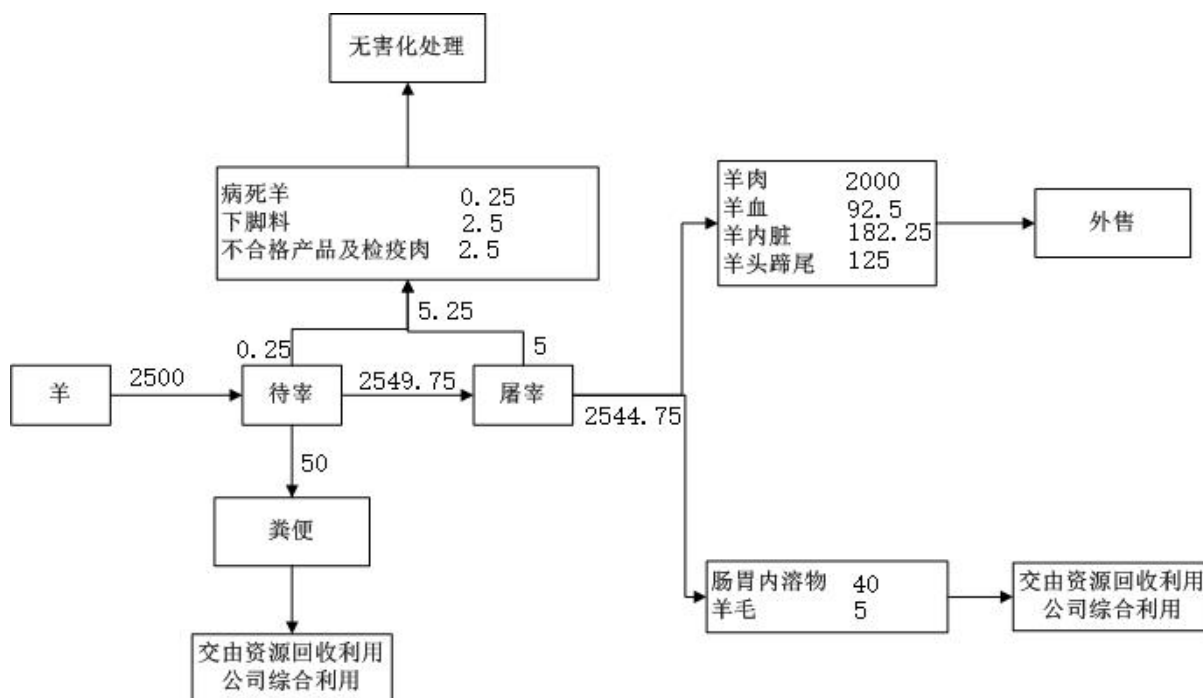 无害化处理
病死羊 0.25
下脚料 2.5
不合格产品及检疫肉 2.5
羊肉 2000
羊血 92.5
羊内脏 182.25
羊头蹄尾 125
外售
5.25
0.25
5
羊
2500
待宰
2549.75
屠宰
2544.75
50
粪便
肠胃内溶物 40
羊毛 5
交由资源回收利用
公司综合利用
交由资源回收利用
公司综合利用